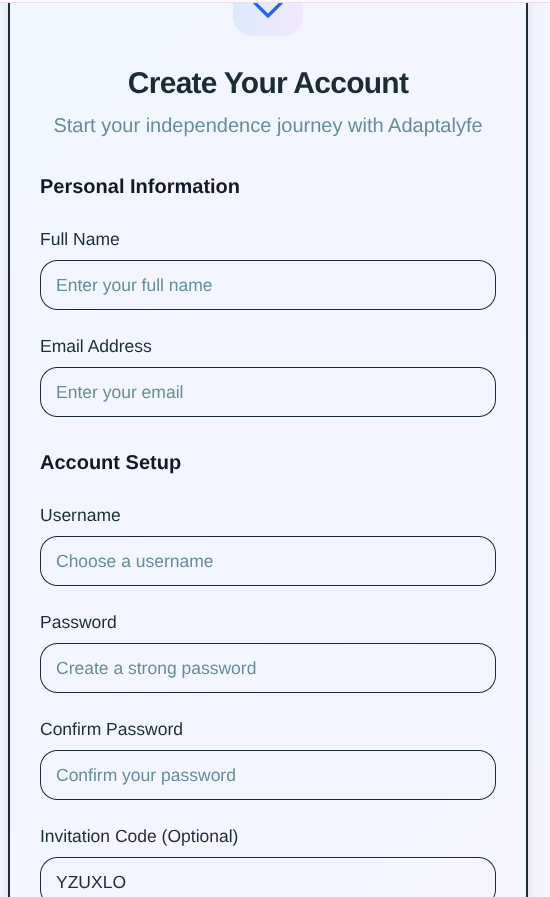 Create Your Account
Start your independence journey with Adaptalyfe
Personal Information
Full Name
Enter your full name
Email Address
Enter your email
Account Setup
Username
Choose a username
Password
Create a strong password
Confirm Password
Confirm your password
Invitation Code (Optional)
YZUXLO